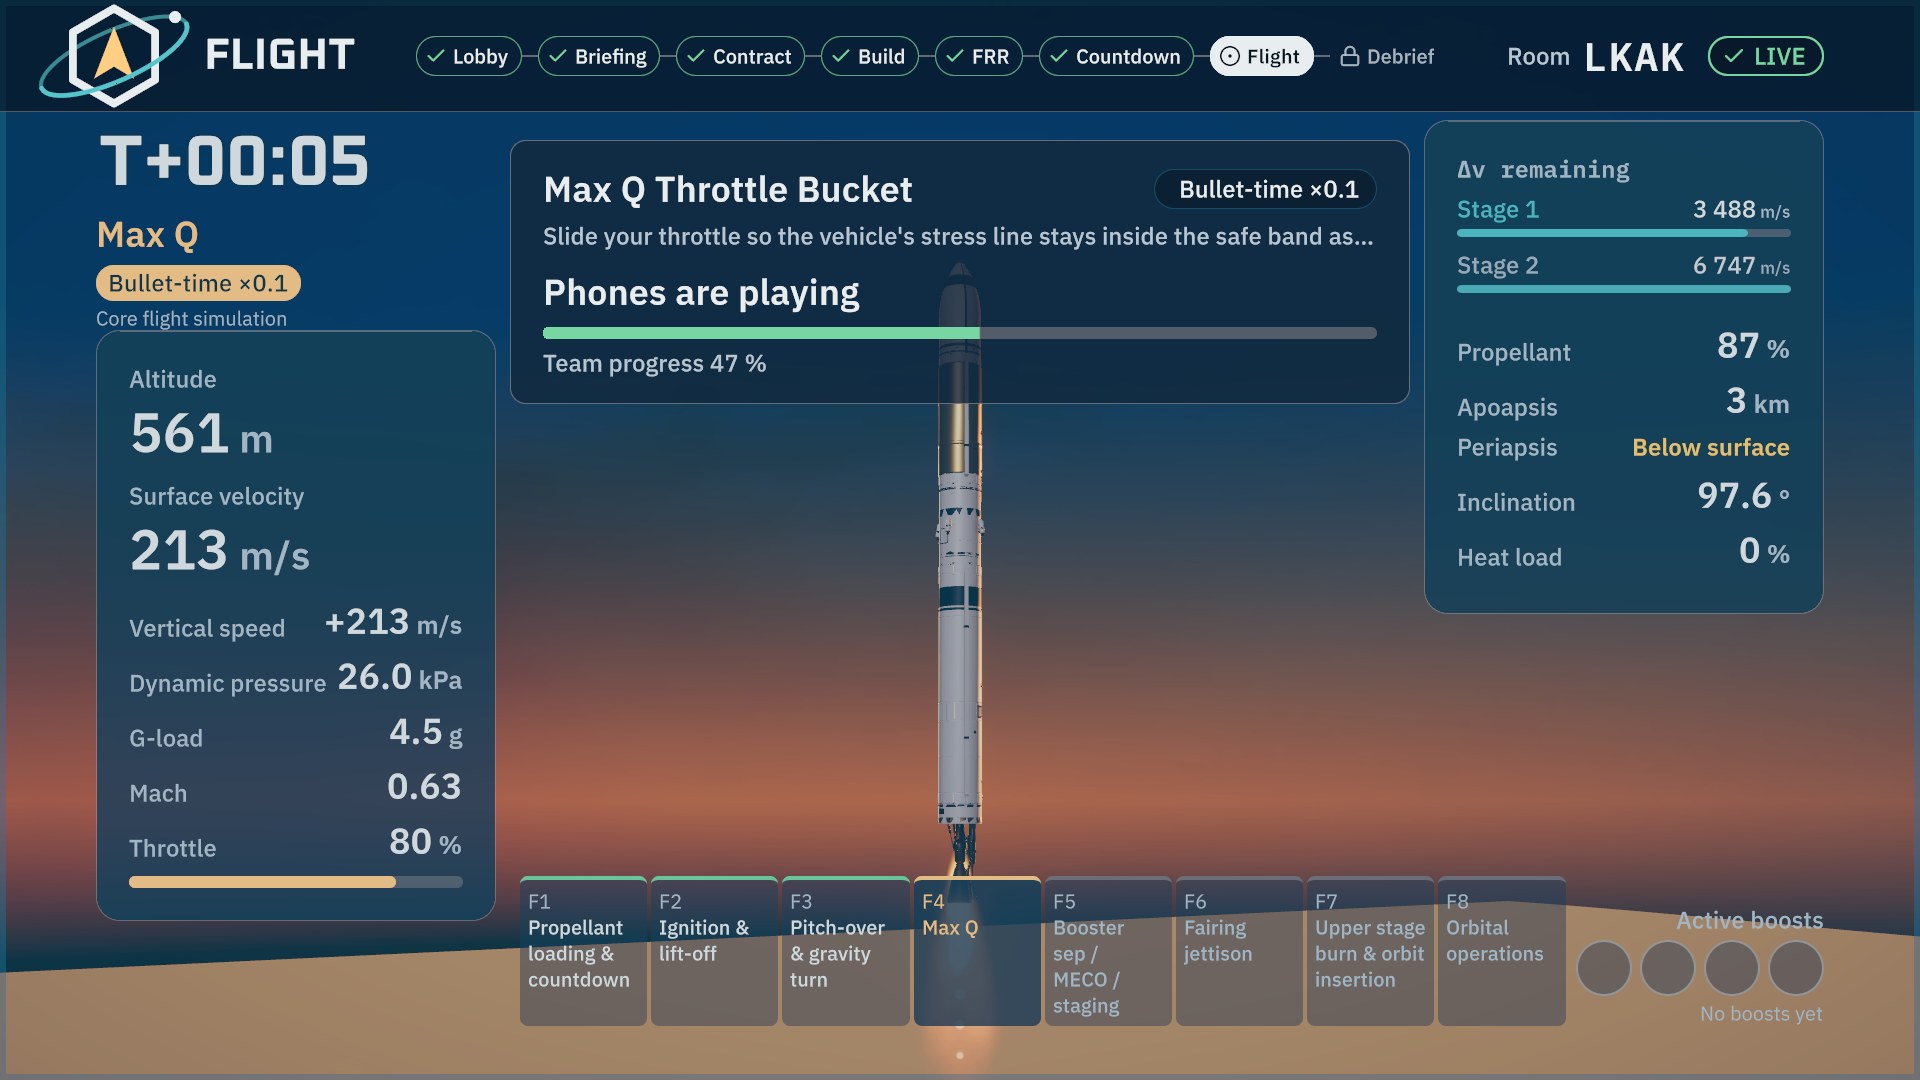 FLIGHT
Lobby
Briefing
Contract
Build
FRR
Countdown
Flight
Debrief
Room LKAK
LIVE
T+00:05
Max Q
Bullet-time ×0.1
Core flight simulation
Altitude
561 m
Surface velocity
213 m/s
Vertical speed +213 m/s
Dynamic pressure 26.0 kPa
G-load 4.5 g
Mach 0.63
Throttle 80 %
Max Q Throttle Bucket
Bullet-time ×0.1
Slide your throttle so the vehicle's stress line stays inside the safe band as...
Phones are playing
Team progress 47 %
Δv remaining
Stage 1 3 488 m/s
Stage 2 6 747 m/s
Propellant 87 %
Apoapsis 3 km
Periapsis Below surface
Inclination 97.6 °
Heat load 0 %
F1
Propellant
loading &
countdown
F2
Ignition &
lift-off
F3
Pitch-over
& gravity
turn
F4
Max Q
F5
Booster
sep /
MECO /
staging
F6
Fairing
jettison
F7
Upper stage
burn & orbit
insertion
F8
Orbital
operations
Active boosts
No boosts yet